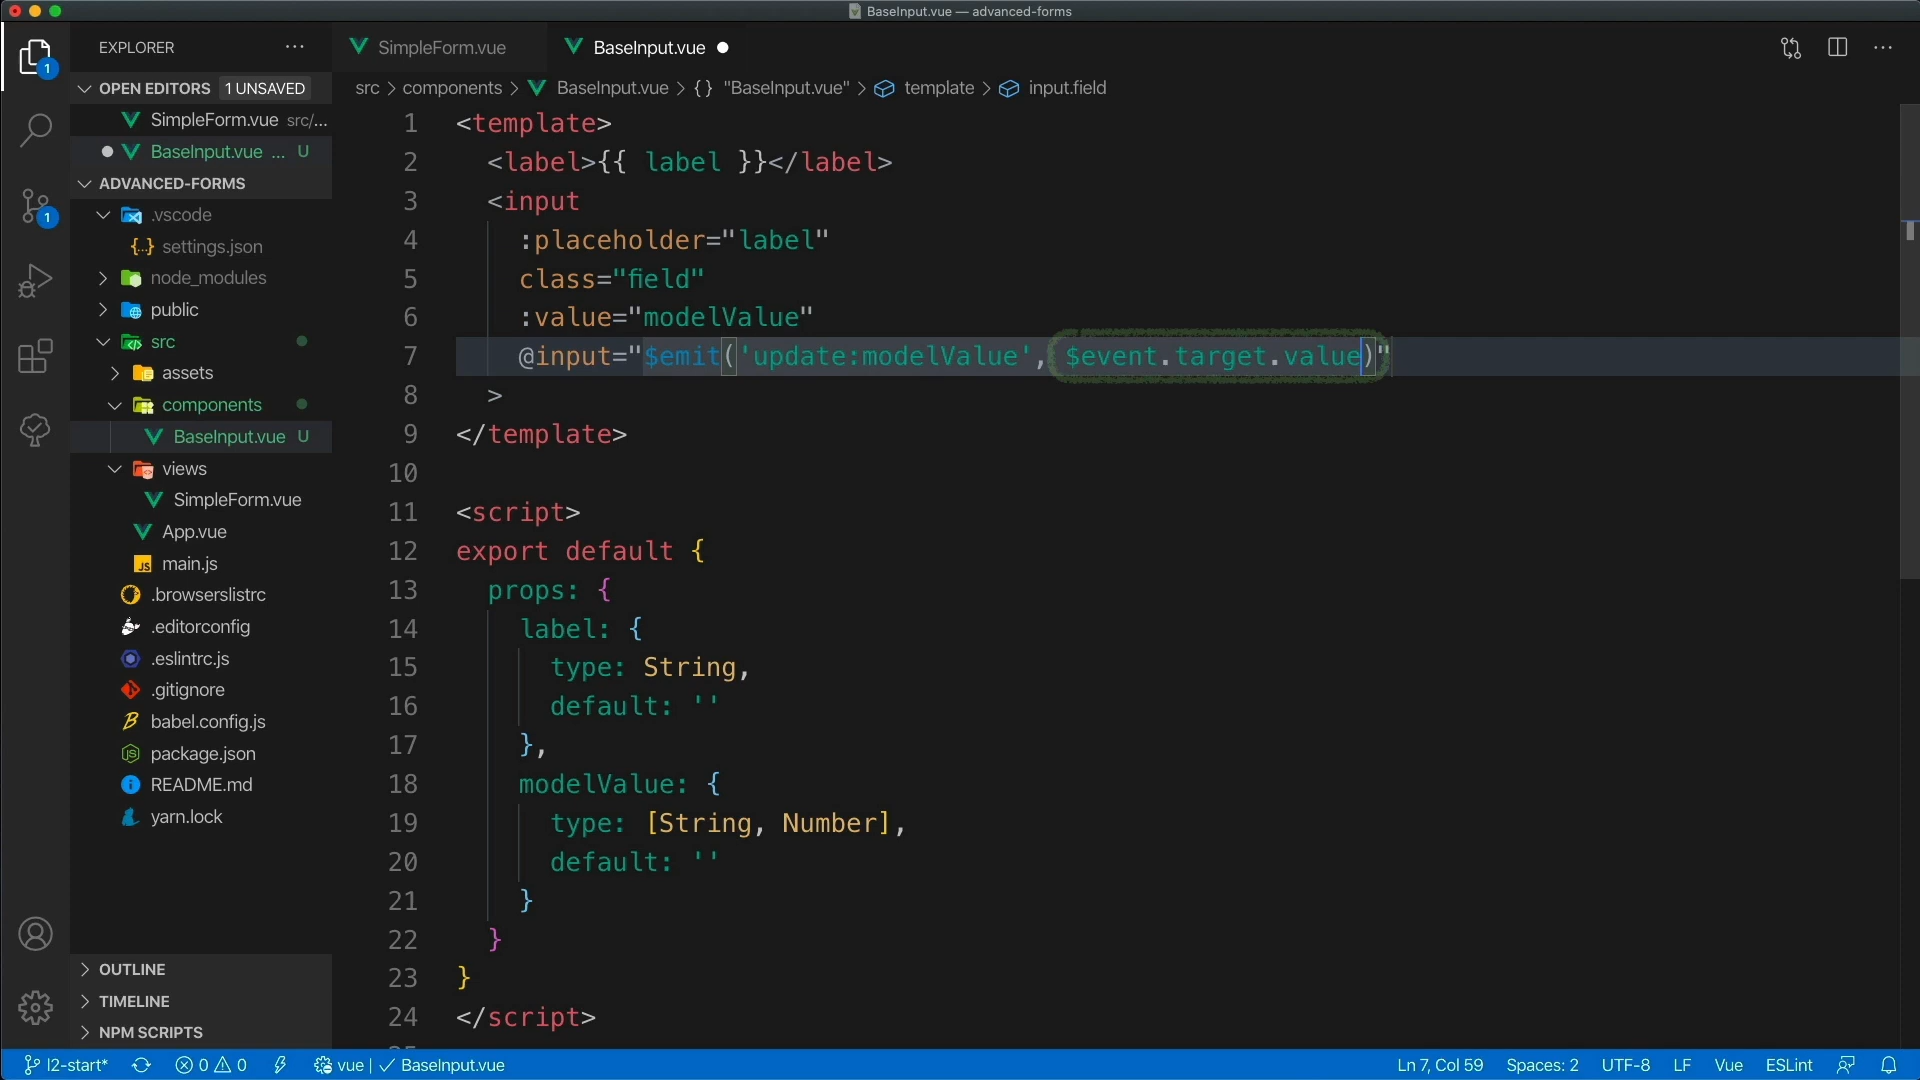 BaseInput.vue — advanced-forms
EXPLORER
SimpleForm.vue
BaseInput.vue
1
OPEN EDITORS 1 UNSAVED
src > components > BaseInput.vue > {} "BaseInput.vue" > template > input.field
SimpleForm.vue src/...
BaseInput.vue ... U
ADVANCED-FORMS
.vscode
settings.json
node_modules
public
src
assets
components
BaseInput.vue U
views
SimpleForm.vue
App.vue
main.js
.browserslistrc
.editorconfig
.eslintrc.js
.gitignore
babel.config.js
package.json
README.md
yarn.lock
1
OUTLINE
TIMELINE
NPM SCRIPTS
1 <template>
2 <label>{{ label }}</label>
3 <input
4 :placeholder="label"
5 class="field"
6 :value="modelValue"
7 @input="$emit('update:modelValue', $event.target.value)"
8 >
9 </template>
10
11 <script>
12 export default {
13 props: {
14 label: {
15 type: String,
16 default: ''
17 },
18 modelValue: {
19 type: [String, Number],
20 default: ''
21 }
22 }
23 }
24 </script>
l2-start* 0 0 vue | ✓ BaseInput.vue Ln 7, Col 59 Spaces: 2 UTF-8 LF Vue ESLint